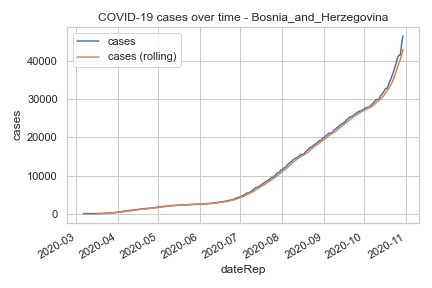 COVID-19 cases over time - Bosnia_and_Herzegovina
cases
cases (rolling)
cases
40000
30000
20000
10000
0
2020-03
2020-04
2020-05
2020-06
2020-07
2020-08
2020-09
2020-10
2020-11
dateRep